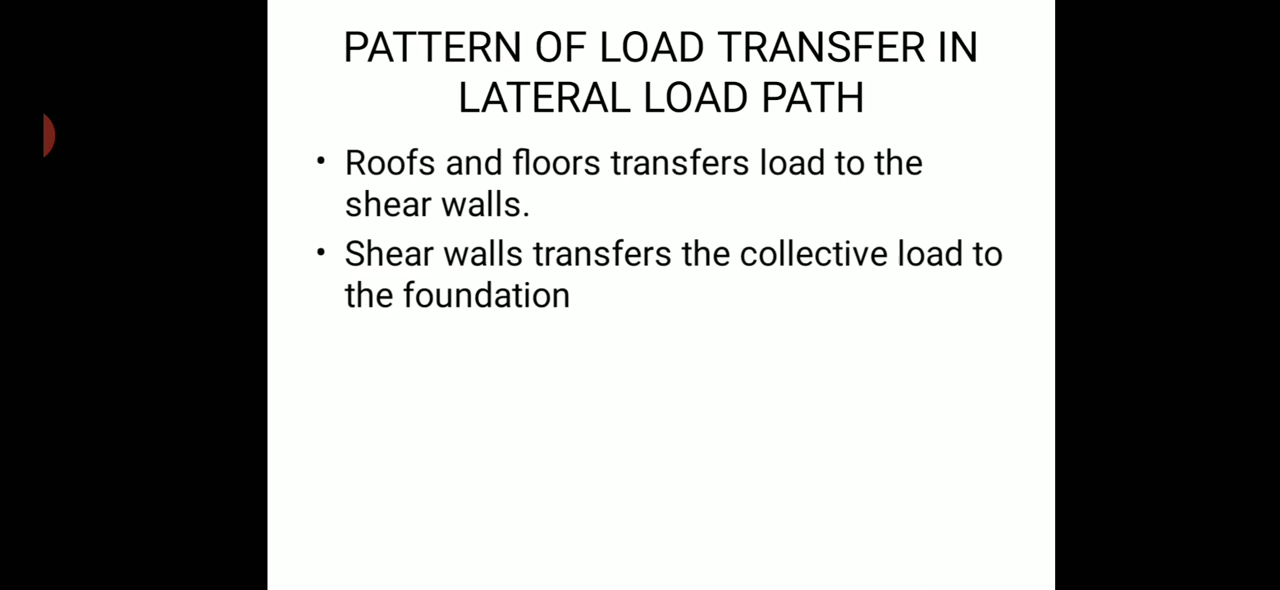 PATTERN OF LOAD TRANSFER IN
LATERAL LOAD PATH
• Roofs and floors transfers load to the
shear walls.
• Shear walls transfers the collective load to
the foundation